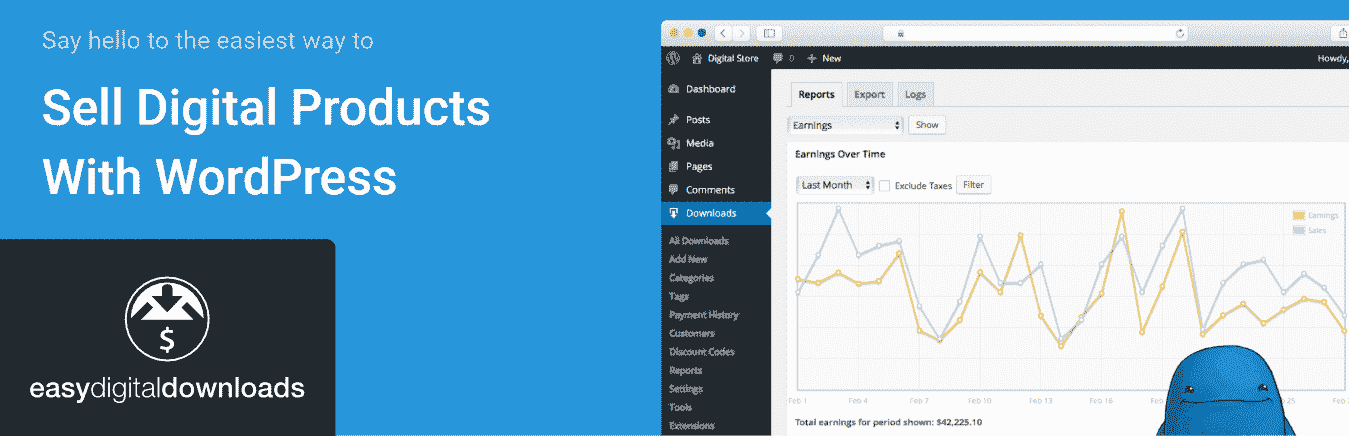 Say hello to the easiest way to
Sell Digital Products
With WordPress
easydigitaldownloads
$
Digital Store 0 New Howdy,
Dashboard
Posts
Media
Pages
Comments
Downloads
All Downloads
Add New
Categories
Tags
Payment History
Customers
Discount Codes
Reports
Settings
Tools
Extensions
Reports Export Logs
Earnings Show
Earnings Over Time
Last Month Exclude Taxes Filter
Earnings
Sales
Feb 1 Feb 4 Feb 7 Feb 10 Feb 13 Feb 16 25 Feb 28
Total earnings for period shown: $42,225.10